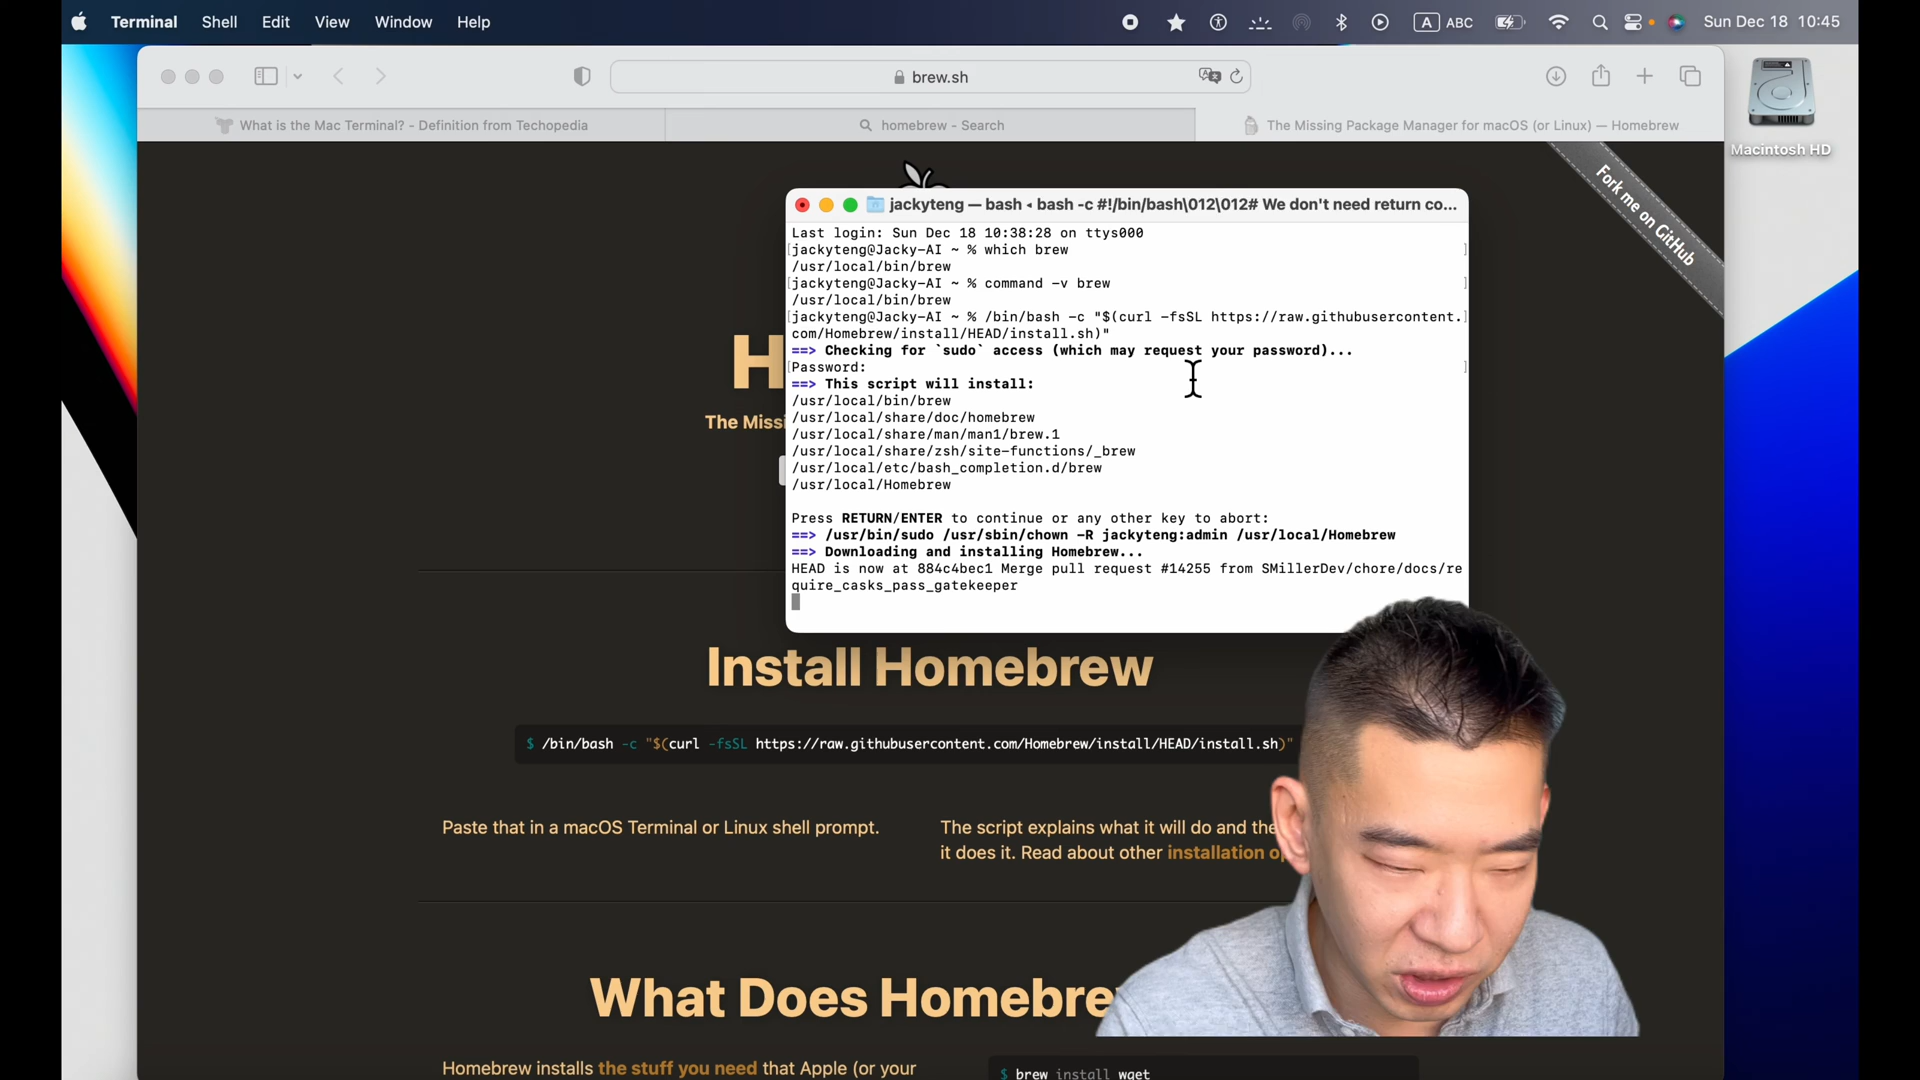 Terminal Shell Edit View Window Help
A ABC
Sun Dec 18 10:45
brew.sh
What is the Mac Terminal? - Definition from Techopedia
homebrew - Search
The Missing Package Manager for macOS (or Linux) — Homebrew
Macintosh HD
Fork me on GitHub
H
The Missi
jackyteng — bash ◂ bash -c #!/bin/bash\012\012# We don't need return co...
Last login: Sun Dec 18 10:38:28 on ttys000
[jackyteng@Jacky-AI ~ % which brew ]
/usr/local/bin/brew
[jackyteng@Jacky-AI ~ % command -v brew ]
/usr/local/bin/brew
[jackyteng@Jacky-AI ~ % /bin/bash -c "$(curl -fsSL https://raw.githubusercontent.]
com/Homebrew/install/HEAD/install.sh)"
==> Checking for `sudo` access (which may request your password)...
[Password: ]
==> This script will install:
/usr/local/bin/brew
/usr/local/share/doc/homebrew
/usr/local/share/man/man1/brew.1
/usr/local/share/zsh/site-functions/_brew
/usr/local/etc/bash_completion.d/brew
/usr/local/Homebrew
Press RETURN/ENTER to continue or any other key to abort:
==> /usr/bin/sudo /usr/sbin/chown -R jackyteng:admin /usr/local/Homebrew
==> Downloading and installing Homebrew...
HEAD is now at 884c4bec1 Merge pull request #14255 from SMillerDev/chore/docs/re
quire_casks_pass_gatekeeper
Install Homebrew
$ /bin/bash -c "$(curl -fsSL https://raw.githubusercontent.com/Homebrew/install/HEAD/install.sh)"
Paste that in a macOS Terminal or Linux shell prompt.
The script explains what it will do and the
it does it. Read about other installation op
What Does Homebre
Homebrew installs the stuff you need that Apple (or your
$ brew install wget